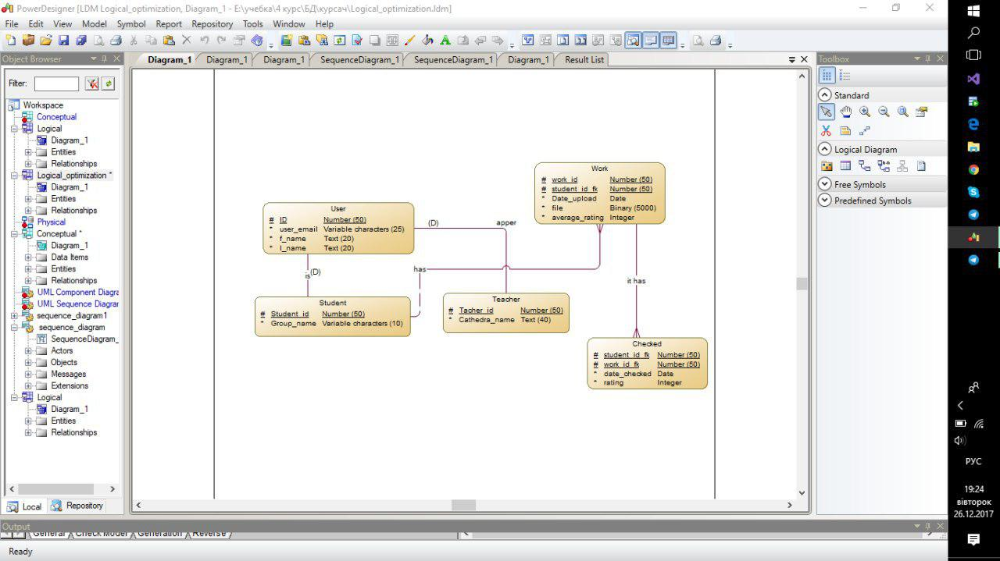 PowerDesigner [LDM Logical_optimization, Diagram_1 - E:\учебка\4 курс\БД\курсач\Logical_optimization.ldm]
File Edit View Model Symbol Report Repository Tools Window Help
Object Browser
Filter:
Workspace
Conceptual
Logical
Diagram_1
Entities
Relationships
Logical_optimization *
Diagram_1
Entities
Relationships
Physical
Conceptual *
Diagram_1
Data Items
Entities
Relationships
UML Component Diagra
UML Sequence Diagrar
sequence_diagram1
sequence_diagram
SequenceDiagram_
Actors
Objects
Messages
Extensions
Logical
Diagram_1
Entities
Relationships
Local Repository
Diagram_1 Diagram_1 Diagram_1 SequenceDiagram_1 SequenceDiagram_1 Diagram_1 Result List
Work
# work_id Number (50)
# student_id_fk Number (50)
* Date_upload Date
* file Binary (5000)
* average_rating Integer
User
# ID Number (50)
* user_email Variable characters (25)
* f_name Text (20)
* l_name Text (20)
(D) apper
is (D)
has
it has
Student
# Student_id Number (50)
* Group_name Variable characters (10)
Teacher
# Tacher_id Number (50)
* Cathedra_name Text (40)
Checked
# student_id_fk Number (50)
# work_id_fk Number (50)
* date_checked Date
* rating Integer
Toolbox
Standard
Logical Diagram
Free Symbols
Predefined Symbols
Output
General Check Model Generation Reverse
Ready
РУС
19:24
вівторок
26.12.2017